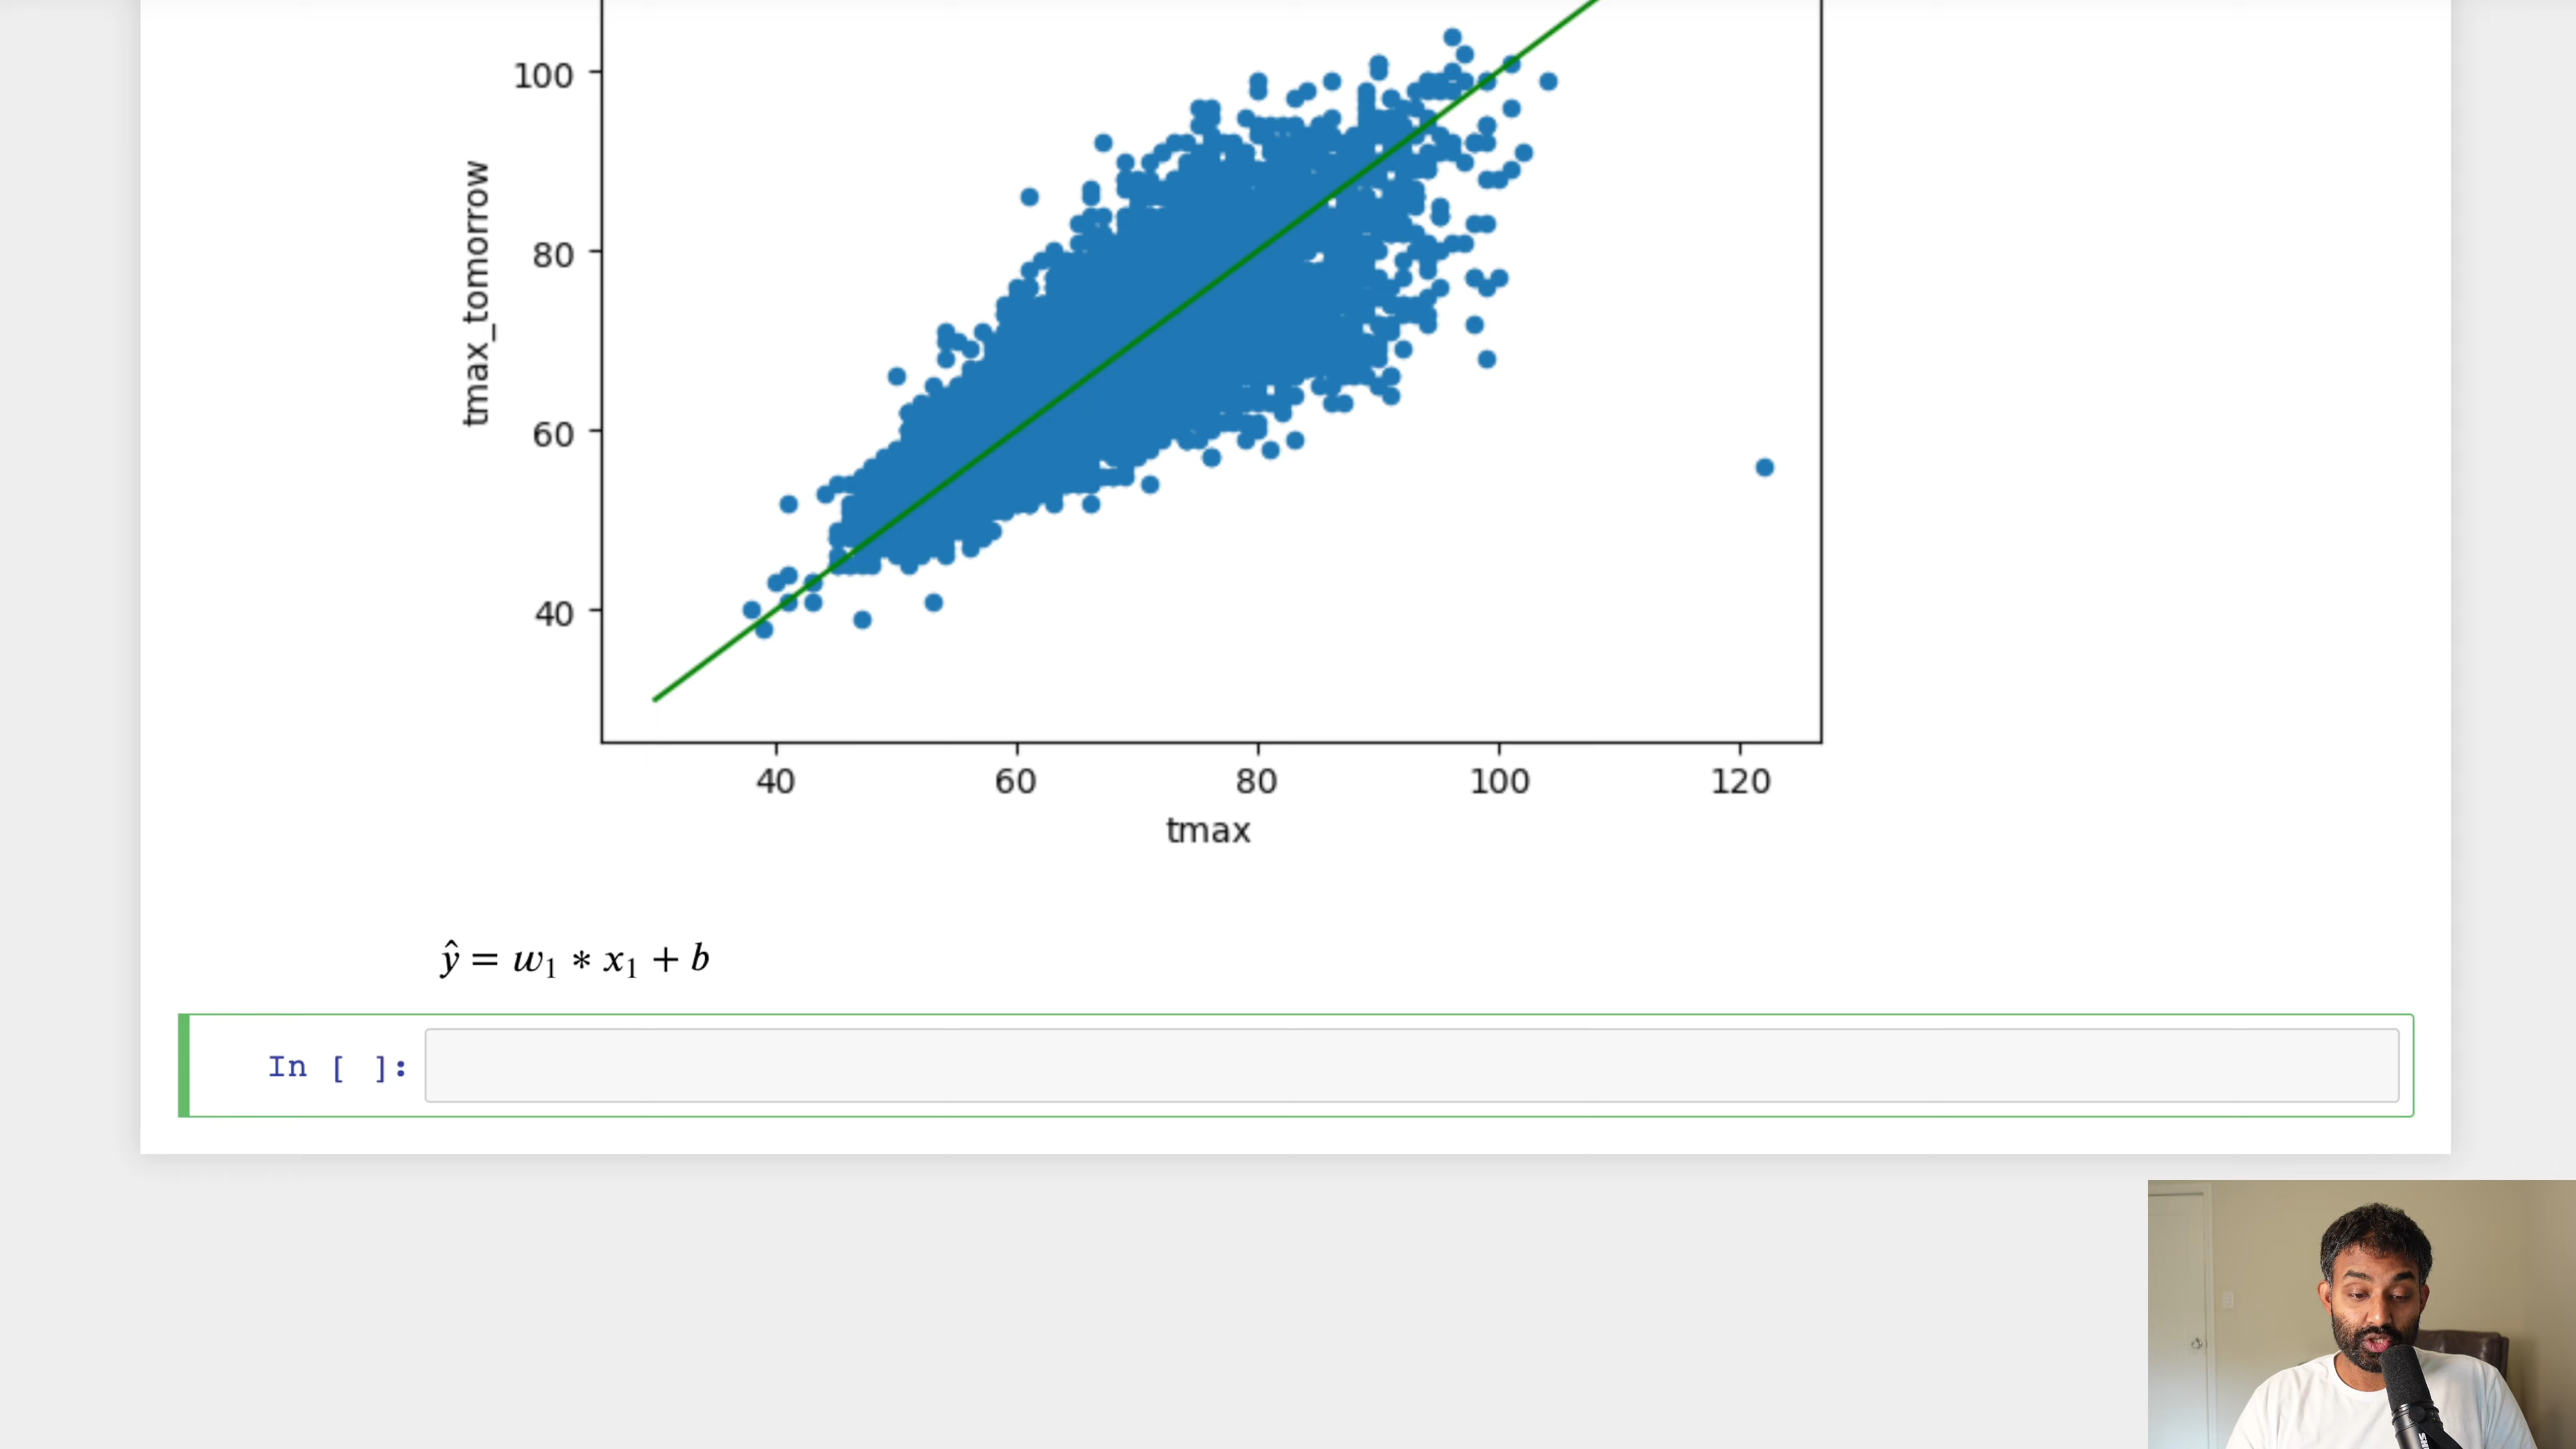 100
80
60
40
tmax_tomorrow
40 60 80 100 120
tmax
ŷ = w₁ * x₁ + b
In [ ]: